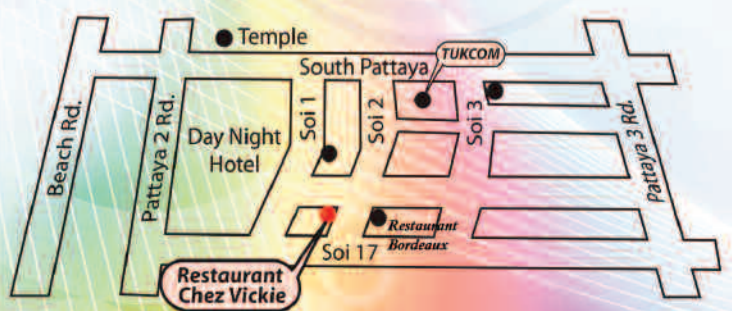 Temple
TUKCOM
South Pattaya
Beach Rd.
Pattaya 2 Rd.
Day Night
Hotel
Soi 1
Soi 2
Soi 3
Pattaya 3 Rd.
Restaurant
Bordeaux
Soi 17
Restaurant
Chez Vickie